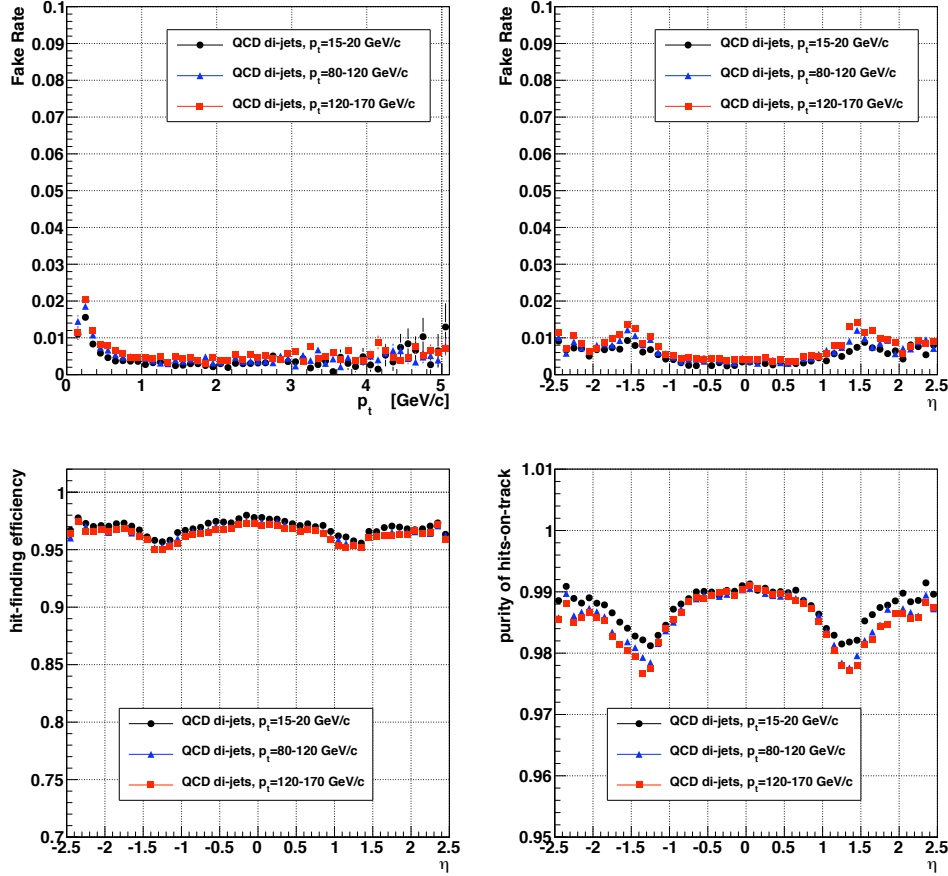 Fake Rate
0.1
0.09
0.08
0.07
0.06
0.05
0.04
0.03
0.02
0.01
0
QCD di-jets, pt=15-20 GeV/c
QCD di-jets, pt=80-120 GeV/c
QCD di-jets, pt=120-170 GeV/c
0 1 2 3 4 5
pt [GeV/c]
Fake Rate
0.1
0.09
0.08
0.07
0.06
0.05
0.04
0.03
0.02
0.01
0
QCD di-jets, pt=15-20 GeV/c
QCD di-jets, pt=80-120 GeV/c
QCD di-jets, pt=120-170 GeV/c
-2.5 -2 -1.5 -1 -0.5 0 0.5 1 1.5 2 2.5
η
hit-finding efficiency
1
0.95
0.9
0.85
0.8
0.75
0.7
QCD di-jets, pt=15-20 GeV/c
QCD di-jets, pt=80-120 GeV/c
QCD di-jets, pt=120-170 GeV/c
-2.5 -2 -1.5 -1 -0.5 0 0.5 1 1.5 2 2.5
η
purity of hits-on-track
1.01
1
0.99
0.98
0.97
0.96
0.95
QCD di-jets, pt=15-20 GeV/c
QCD di-jets, pt=80-120 GeV/c
QCD di-jets, pt=120-170 GeV/c
-2.5 -2 -1.5 -1 -0.5 0 0.5 1 1.5 2 2.5
η